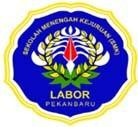 SEKOLAH MENENGAH KEJURUAN (SMK)
LABOR
PEKANBARU